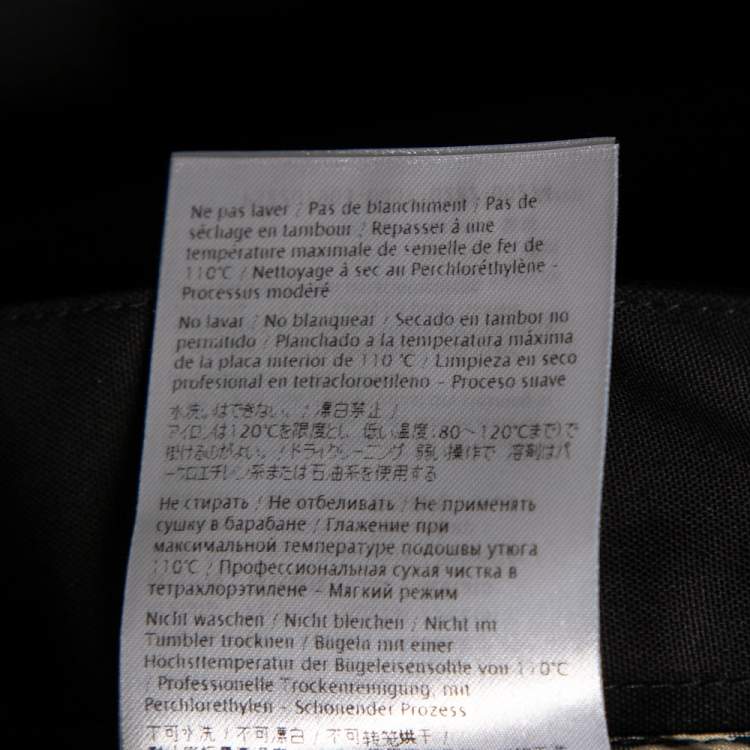 Ne pas laver / Pas de blanchiment / Pas de
séchage en tambour / Repasser à une
température maximale de semelle de fer de
110°C / Nettoyage à sec au Perchloréthylène -
Processus modéré
No lavar / No blanquear / Secado en tambor no
permitido / Planchado a la temperatura máxima
de la placa interior de 110 °C / Limpieza en seco
profesional en tetracloroetileno - Proceso suave
水洗いはできない。/ 漂白禁止 /
アイロンは120℃を限度とし、低い温度(80～120℃まで)で
掛けるのがよい。/ ドライクリーニング 弱い操作で 溶剤はパ
ークロエチレン系または石油系を使用する
Не стирать / Не отбеливать / Не применять
сушку в барабане / Глажение при
максимальной температуре подошвы утюга
110°C / Профессиональная сухая чистка в
тетрахлорэтилене - Мягкий режим
Nicht waschen / Nicht bleichen / Nicht im
Tumbler trocknen / Bügeln mit einer
Höchsttemperatur der Bügeleisensohle von 110°C
/ Professionelle Trockenreinigung, mit
Perchlorethylen - Schonender Prozess
不可水洗 / 不可漂白 / 不可转笼烘干 /